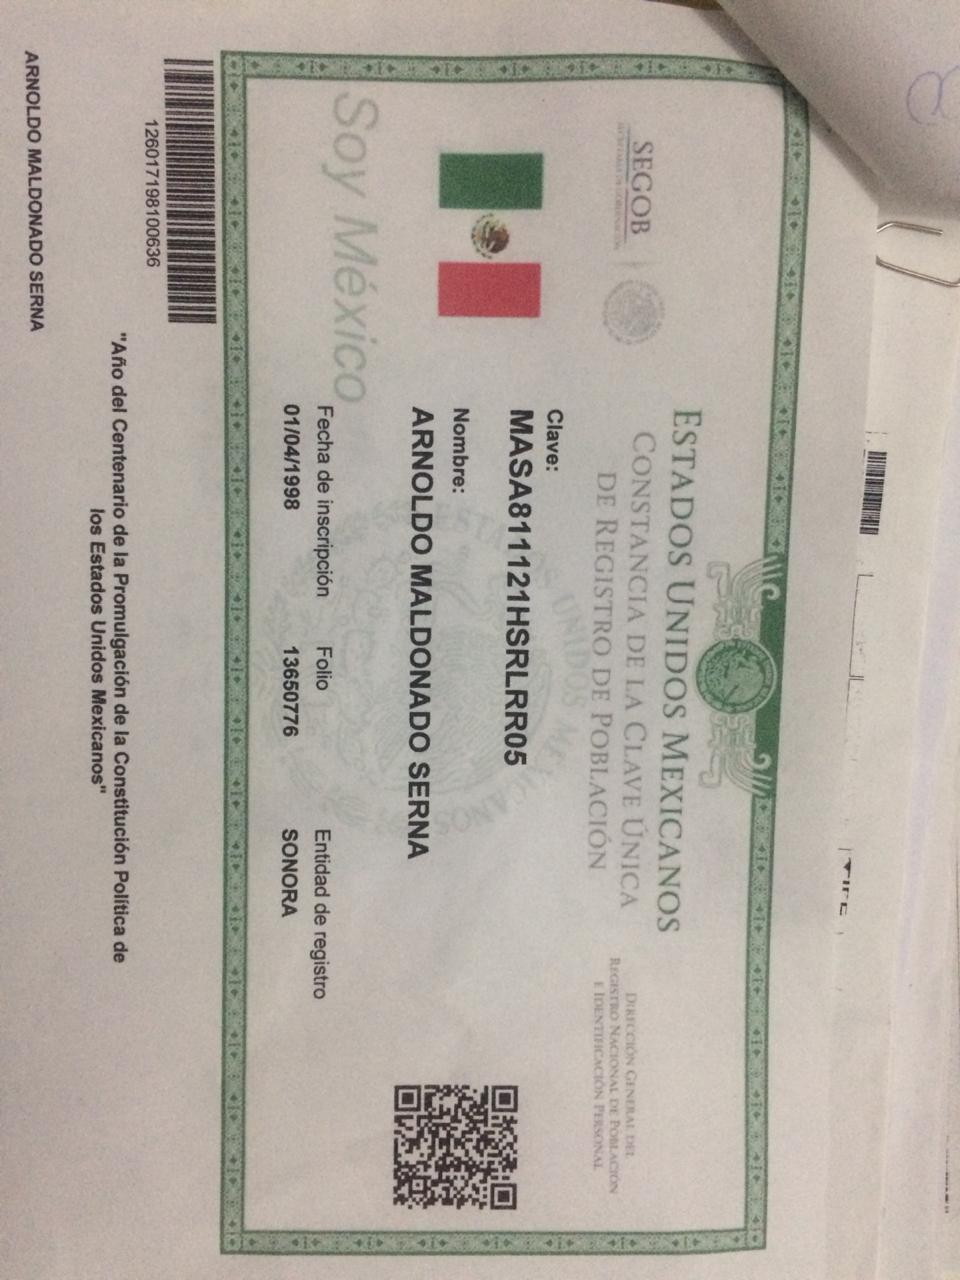 SEGOB
SECRETARÍA DE GOBERNACIÓN
ESTADOS UNIDOS MEXICANOS
CONSTANCIA DE LA CLAVE ÚNICA
DE REGISTRO DE POBLACIÓN
DIRECCIÓN GENERAL DEL
REGISTRO NACIONAL DE POBLACIÓN
E IDENTIFICACIÓN PERSONAL
Clave:
MASA811121HSRLRR05
Nombre:
ARNOLDO MALDONADO SERNA
Soy México
Fecha de inscripción Folio Entidad de registro
01/04/1998 13650776 SONORA
126017198100636
"Año del Centenario de la Promulgación de la Constitución Política de
los Estados Unidos Mexicanos"
ARNOLDO MALDONADO SERNA